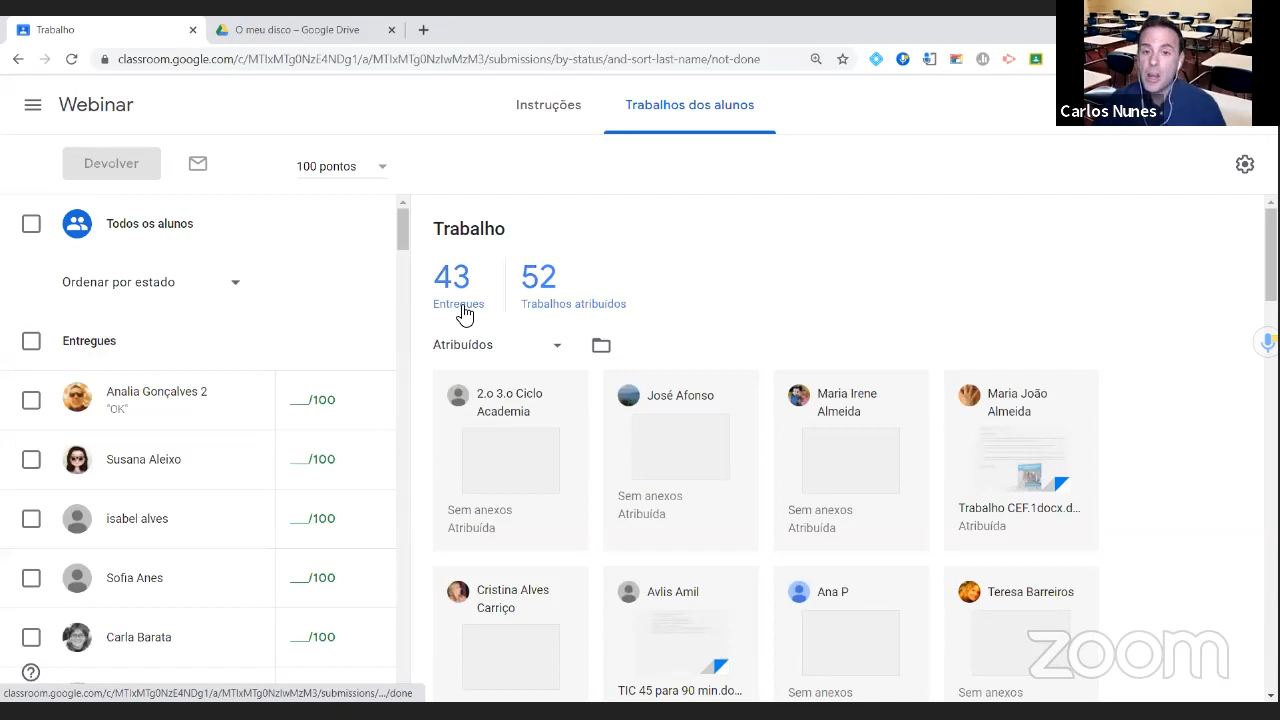 Trabalho
O meu disco – Google Drive
classroom.google.com/c/MTIxMTg0NzE4NDg1/a/MTIxMTg0NzIwMzM3/submissions/by-status/and-sort-last-name/not-done
Webinar
Instruções
Trabalhos dos alunos
Carlos Nunes
Devolver
100 pontos
Todos os alunos
Ordenar por estado
Entregues
Analia Gonçalves 2
"OK"
___/100
Susana Aleixo
___/100
isabel alves
___/100
Sofia Anes
___/100
Carla Barata
___/100
Trabalho
43
Entregues
52
Trabalhos atribuídos
Atribuídos
2.o 3.o Ciclo
Academia
Sem anexos
Atribuída
José Afonso
Sem anexos
Atribuída
Maria Irene
Almeida
Sem anexos
Atribuída
Maria João
Almeida
Trabalho CEF.1docx.d...
Atribuída
Cristina Alves
Carriço
Avlis Amil
TIC 45 para 90 min.do...
Ana P
Sem anexos
Teresa Barreiros
Sem anexos
zoom
classroom.google.com/c/MTIxMTg0NzE4NDg1/a/MTIxMTg0NzIwMzM3/submissions/.../done